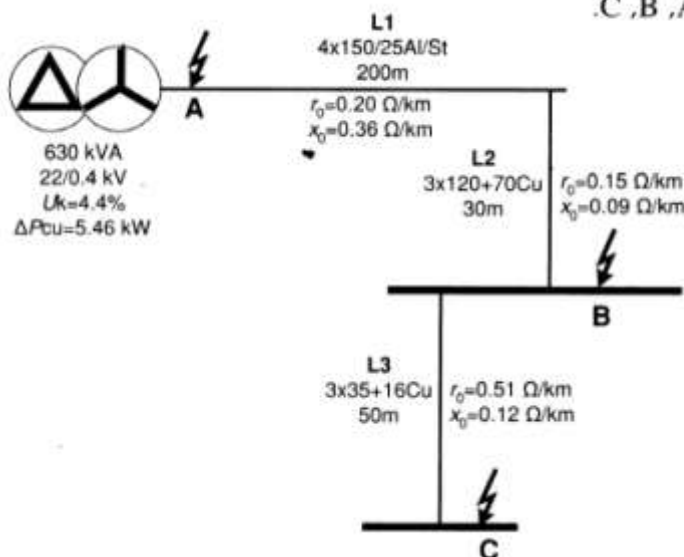 .C ,B ,A
L1
4x150/25Al/St
200m
A
r₀=0.20 Ω/km
x₀=0.36 Ω/km
630 kVA
22/0.4 kV
Uk=4.4%
ΔPcu=5.46 kW
L2
3x120+70Cu
30m
r₀=0.15 Ω/km
x₀=0.09 Ω/km
B
L3
3x35+16Cu
50m
r₀=0.51 Ω/km
x₀=0.12 Ω/km
C